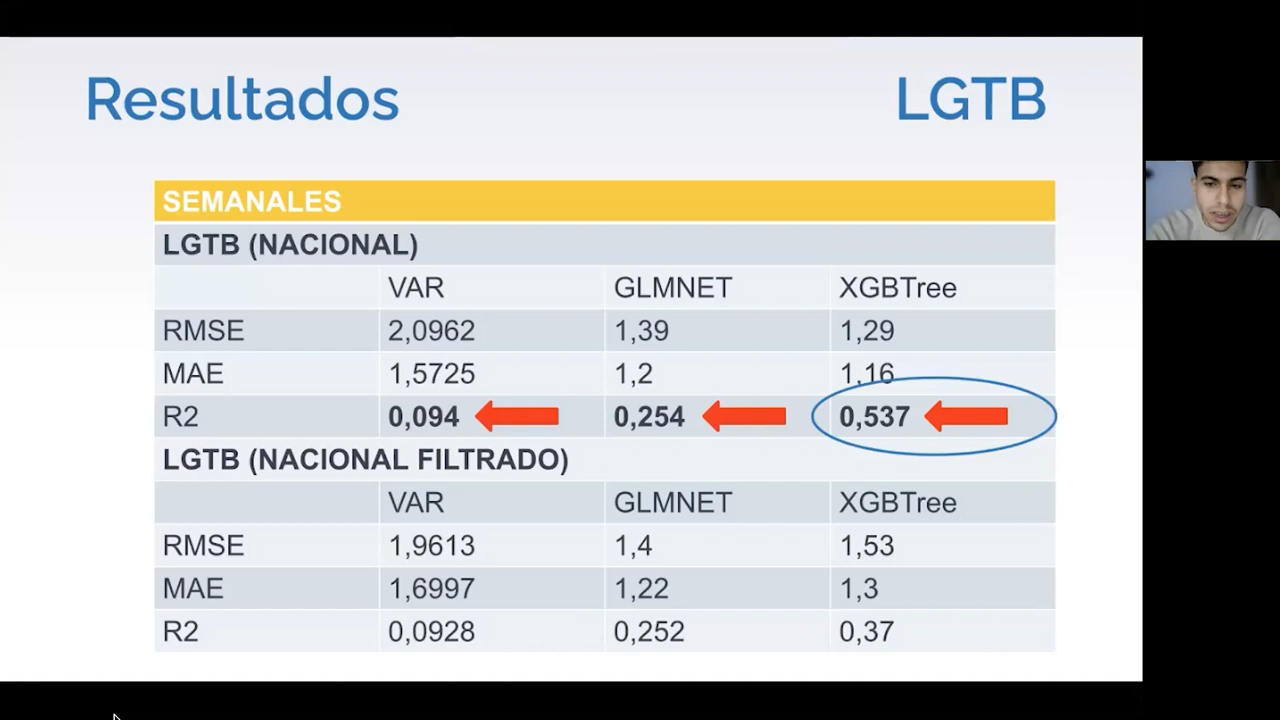 Resultados LGTB
SEMANALES
LGTB (NACIONAL)
VAR GLMNET XGBTree
RMSE 2,0962 1,39 1,29
MAE 1,5725 1,2 1,16
R2 0,094 0,254 0,537
LGTB (NACIONAL FILTRADO)
VAR GLMNET XGBTree
RMSE 1,9613 1,4 1,53
MAE 1,6997 1,22 1,3
R2 0,0928 0,252 0,37